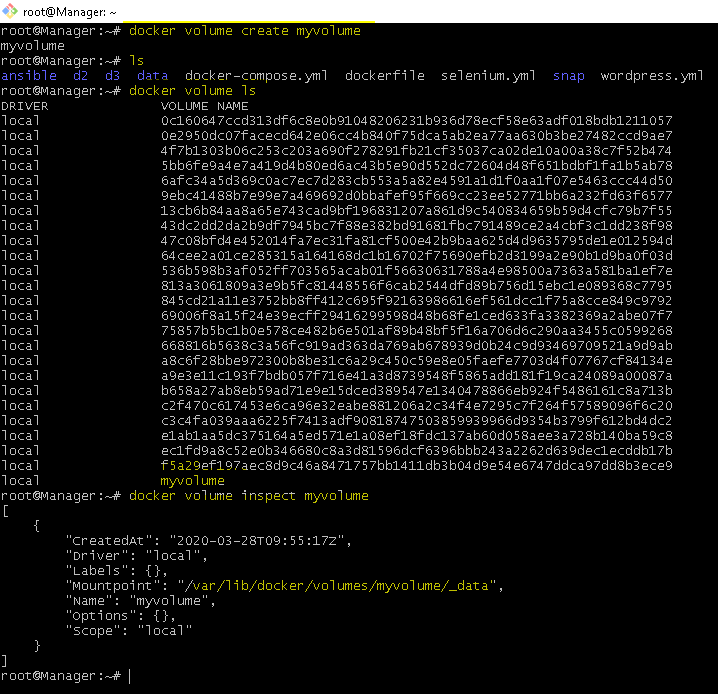 root@Manager: ~
root@Manager:~# docker volume create myvolume
myvolume
root@Manager:~# ls
ansible d2 d3 data docker-compose.yml dockerfile selenium.yml snap wordpress.yml
root@Manager:~# docker volume ls
DRIVER VOLUME NAME
local 0c160647ccd313df6c8e0b91048206231b936d78ecf58e63adf018bdb1211057
local 0e2950dc07facecd642e06cc4b840f75dca5ab2ea77aa630b3be27482ccd9ae7
local 4f7b1303b06c253c203a690f278291fb21cf35037ca02de10a00a38c7f52b474
local 5bb6fe9a4e7a419d4b80ed6ac43b5e90d552dc72604d48f651bdbf1fa1b5ab78
local 6afc34a5d369c0ac7ec7d283cb553a5a82e4591a1d1f0aa1f07e5463ccc44d50
local 9ebc41488b7e99e7a469692d0bbafef95f669cc23ee52771bb6a232fd63f6577
local 13cb6b84aa8a65e743cad9bf196831207a861d9c540834659b59d4cfc79b7f55
local 43dc2dd2da2b9df7945bc7f88e382bd91681fbc791489ce2a4cbf3c1dd238f98
local 47c08bfd4e452014fa7ec31fa81cf500e42b9baa625d4d9635795de1e012594d
local 64cee2a01ce285315a164168dc1b16702f75690efb2d3199a2e90b1d9ba0f03d
local 536b598b3af052ff703565acab01f56630631788a4e98500a7363a581ba1ef7e
local 813a3061809a3e9b5fc81448556f6cab2544dfd89b756d15ebc1e089368c7795
local 845cd21a11e3752bb8ff412c695f92163986616ef561dcc1f75a8cce849c9792
local 69006f8a15f24e39ecff29416299598d48b68fe1ced633fa3382369a2abe07f7
local 75857b5bc1b0e578ce482b6e501af89b48bf5f16a706d6c290aa3455c0599268
local 668816b5638c3a56fc919ad363da769ab678939d0b24c9d93469709521a9d9ab
local a8c6f28bbe972300b8be31c6a29c450c59e8e05faefe7703d4f07767cf84134e
local a9e3e11c193f7bdb057f716e41a3d8739548f5865add181f19ca24089a00087a
local b658a27ab8eb59ad71e9e15dced389547e1340478866eb924f5486161c8a713b
local c2f470c617453e6ca96e32eabe881206a2c34f4e7295c7f264f57589096f6c20
local c3c4fa039aaa6225f7413adf90818747503859939966d9354b3799f612bd4dc2
local e1ab1aa5dc375164a5ed571e1a08ef18fdc137ab60d058aee3a728b140ba59c8
local ec1fd9a8c52e0b346680c8a3d81596dcf6396bbb243a2262d639dec1ecddb17b
local f5a29ef197aec8d9c46a8471757bb1411db3b04d9e54e6747ddca97dd8b3ece9
local myvolume
root@Manager:~# docker volume inspect myvolume
[
{
"CreatedAt": "2020-03-28T09:55:17Z",
"Driver": "local",
"Labels": {},
"Mountpoint": "/var/lib/docker/volumes/myvolume/_data",
"Name": "myvolume",
"Options": {},
"Scope": "local"
}
]
root@Manager:~#